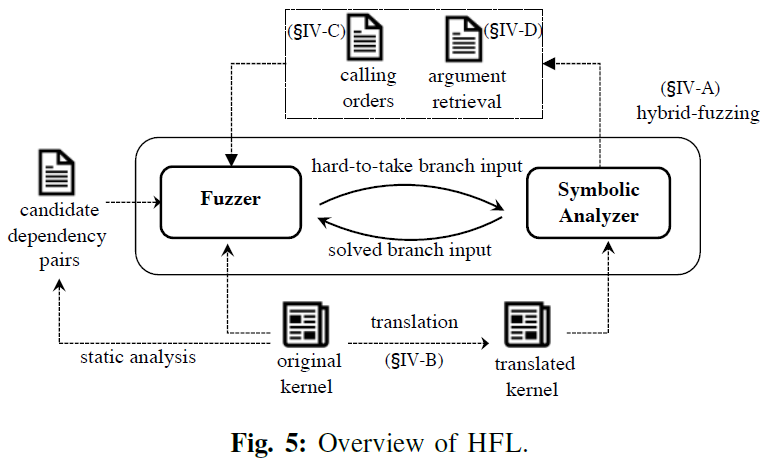 (§IV-C)
(§IV-D)
calling
orders
argument
retrieval
(§IV-A)
hybrid-fuzzing
hard-to-take branch input
Fuzzer
Symbolic
Analyzer
candidate
dependency
pairs
solved branch input
translation
static analysis
(§IV-B)
original
kernel
translated
kernel
Fig. 5: Overview of HFL.